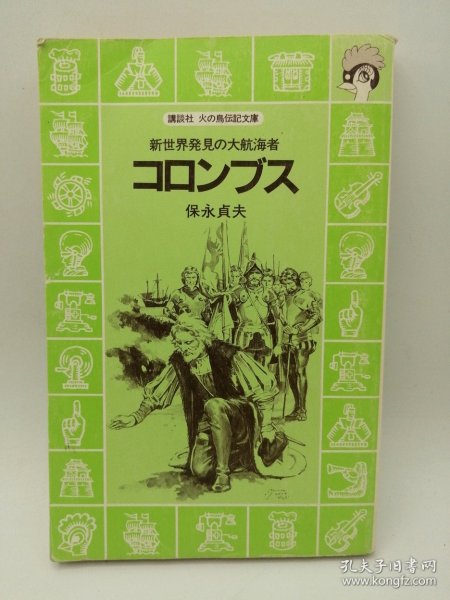 講談社 火の鳥伝記文庫
新世界発見の大航海者
コロンブス
保永貞夫
孔夫子旧书网
www.kongfz.com